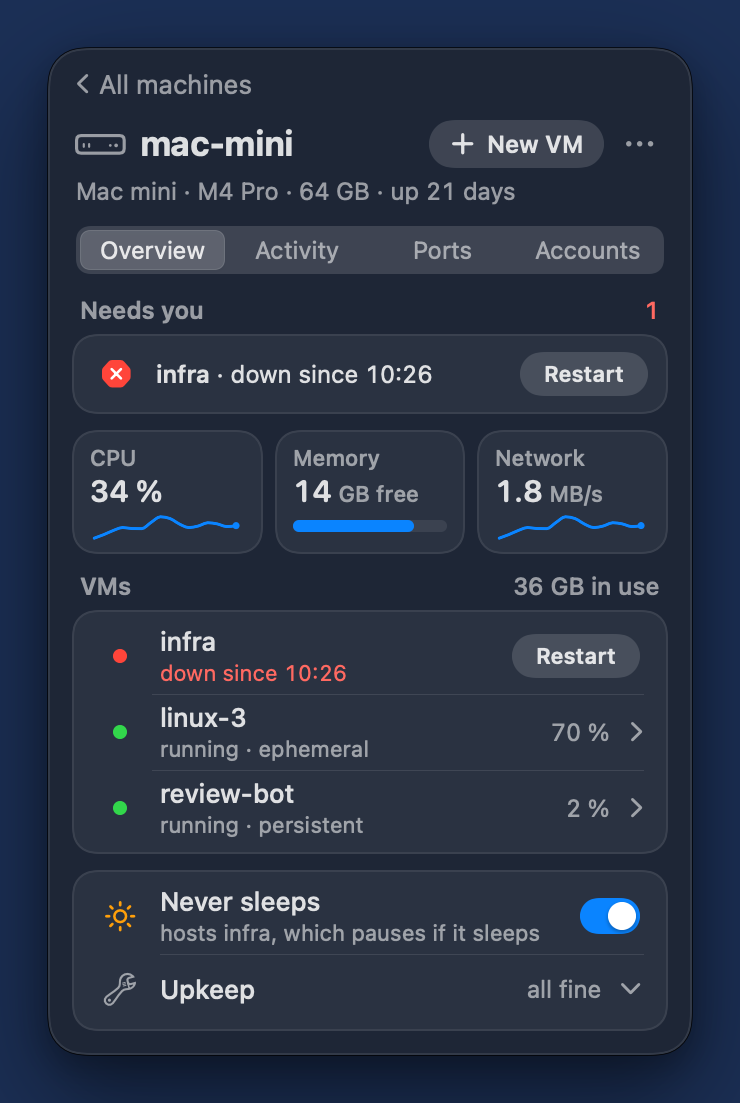 All machines
mac-mini
New VM
Mac mini · M4 Pro · 64 GB · up 21 days
Overview Activity Ports Accounts
Needs you 1
infra · down since 10:26 Restart
CPU Memory Network
34 % 14 GB free 1.8 MB/s
VMs 36 GB in use
infra
down since 10:26
Restart
linux-3
running · ephemeral
70 %
review-bot
running · persistent
2 %
Never sleeps
hosts infra, which pauses if it sleeps
Upkeep all fine